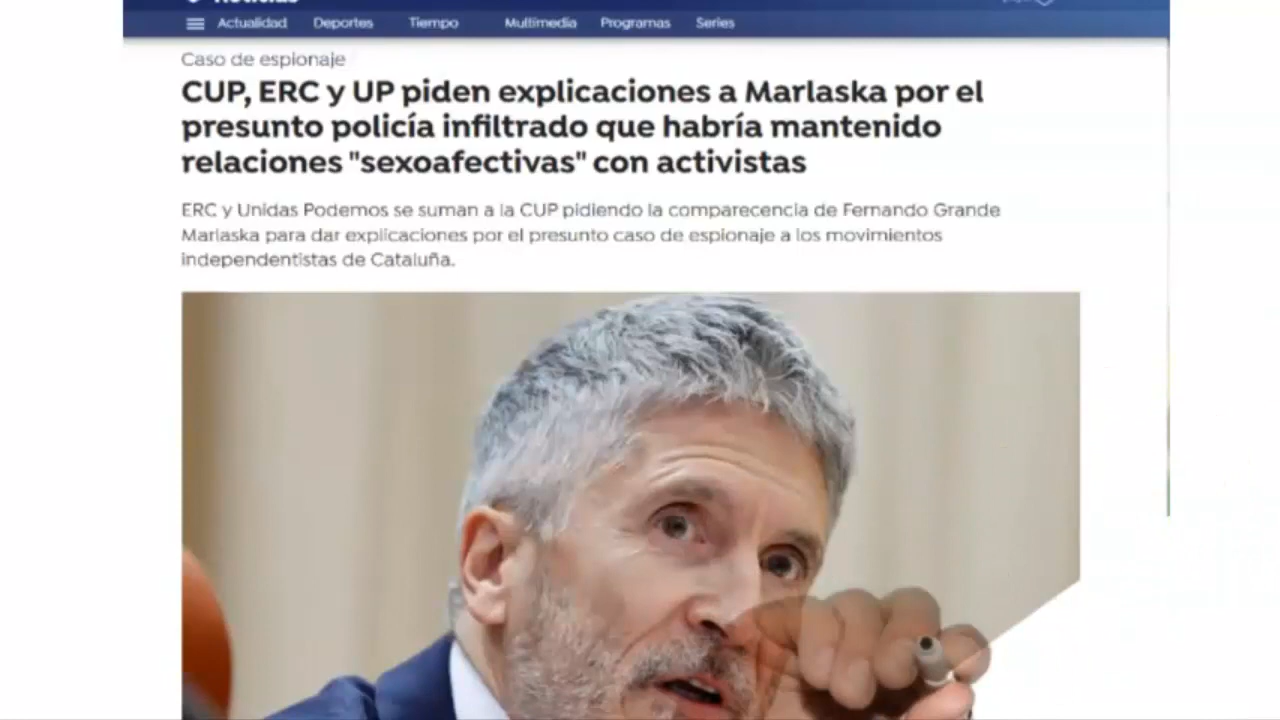 Noticias
Actualidad Deportes Tiempo Multimedia Programas Series
Caso de espionaje
CUP, ERC y UP piden explicaciones a Marlaska por el
presunto policía infiltrado que habría mantenido
relaciones "sexoafectivas" con activistas
ERC y Unidas Podemos se suman a la CUP pidiendo la comparecencia de Fernando Grande
Marlaska para dar explicaciones por el presunto caso de espionaje a los movimientos
independentistas de Cataluña.